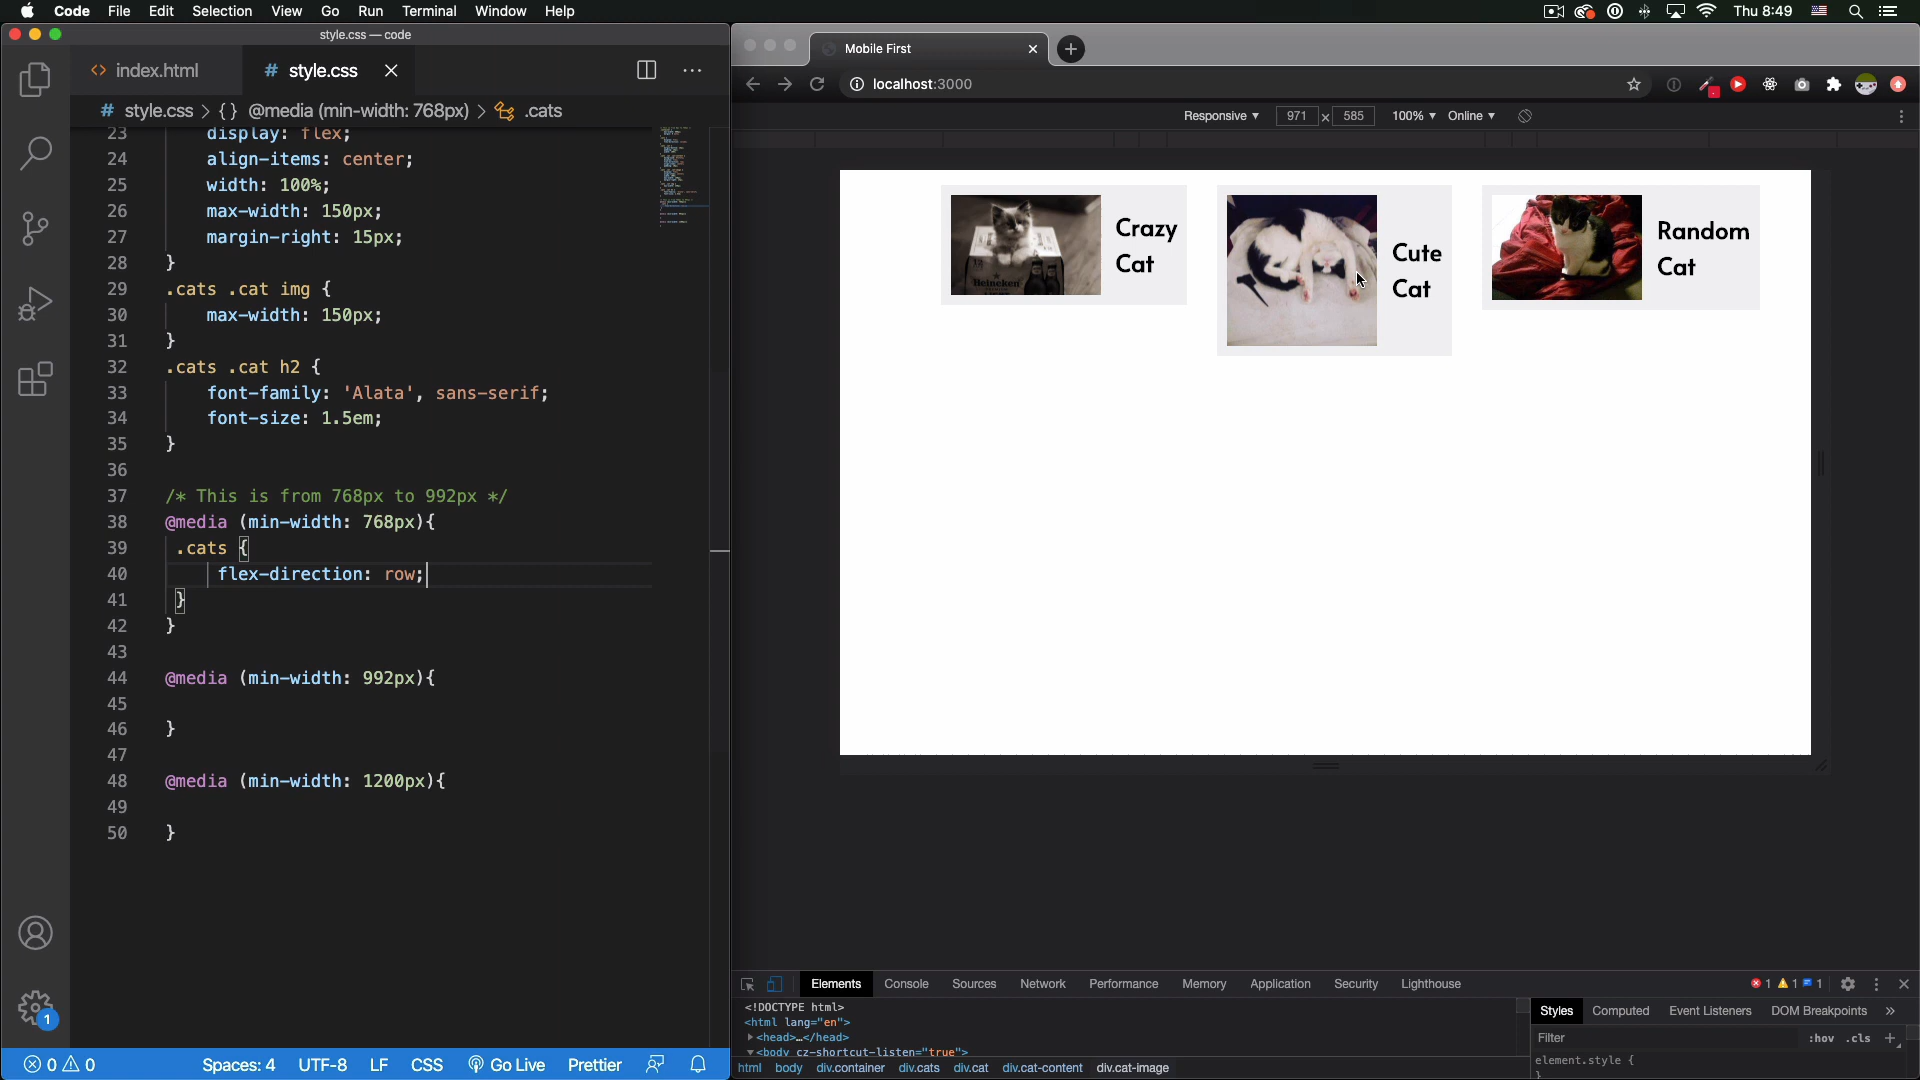 Code File Edit Selection View Go Run Terminal Window Help
Thu 8:49
style.css — code
index.html
# style.css
# style.css > {} @media (min-width: 768px) > .cats
23 display: flex;
24 align-items: center;
25 width: 100%;
26 max-width: 150px;
27 margin-right: 15px;
28 }
29 .cats .cat img {
30 max-width: 150px;
31 }
32 .cats .cat h2 {
33 font-family: 'Alata', sans-serif;
34 font-size: 1.5em;
35 }
36
37 /* This is from 768px to 992px */
38 @media (min-width: 768px){
39 .cats {
40 flex-direction: row;
41 }
42 }
43
44 @media (min-width: 992px){
45
46 }
47
48 @media (min-width: 1200px){
49
50 }
1
0 0
Spaces: 4 UTF-8 LF CSS Go Live Prettier
Mobile First
localhost:3000
Responsive 971 x 585 100% Online
Heineken
Crazy
Cat
Cute
Cat
Random
Cat
Elements Console Sources Network Performance Memory Application Security Lighthouse
1 1 1
<!DOCTYPE html>
<html lang="en">
<head>…</head>
<body cz-shortcut-listen="true">
html body div.container div.cats div.cat div.cat-content div.cat-image
Styles Computed Event Listeners DOM Breakpoints »
Filter
:hov .cls +
element.style {
}